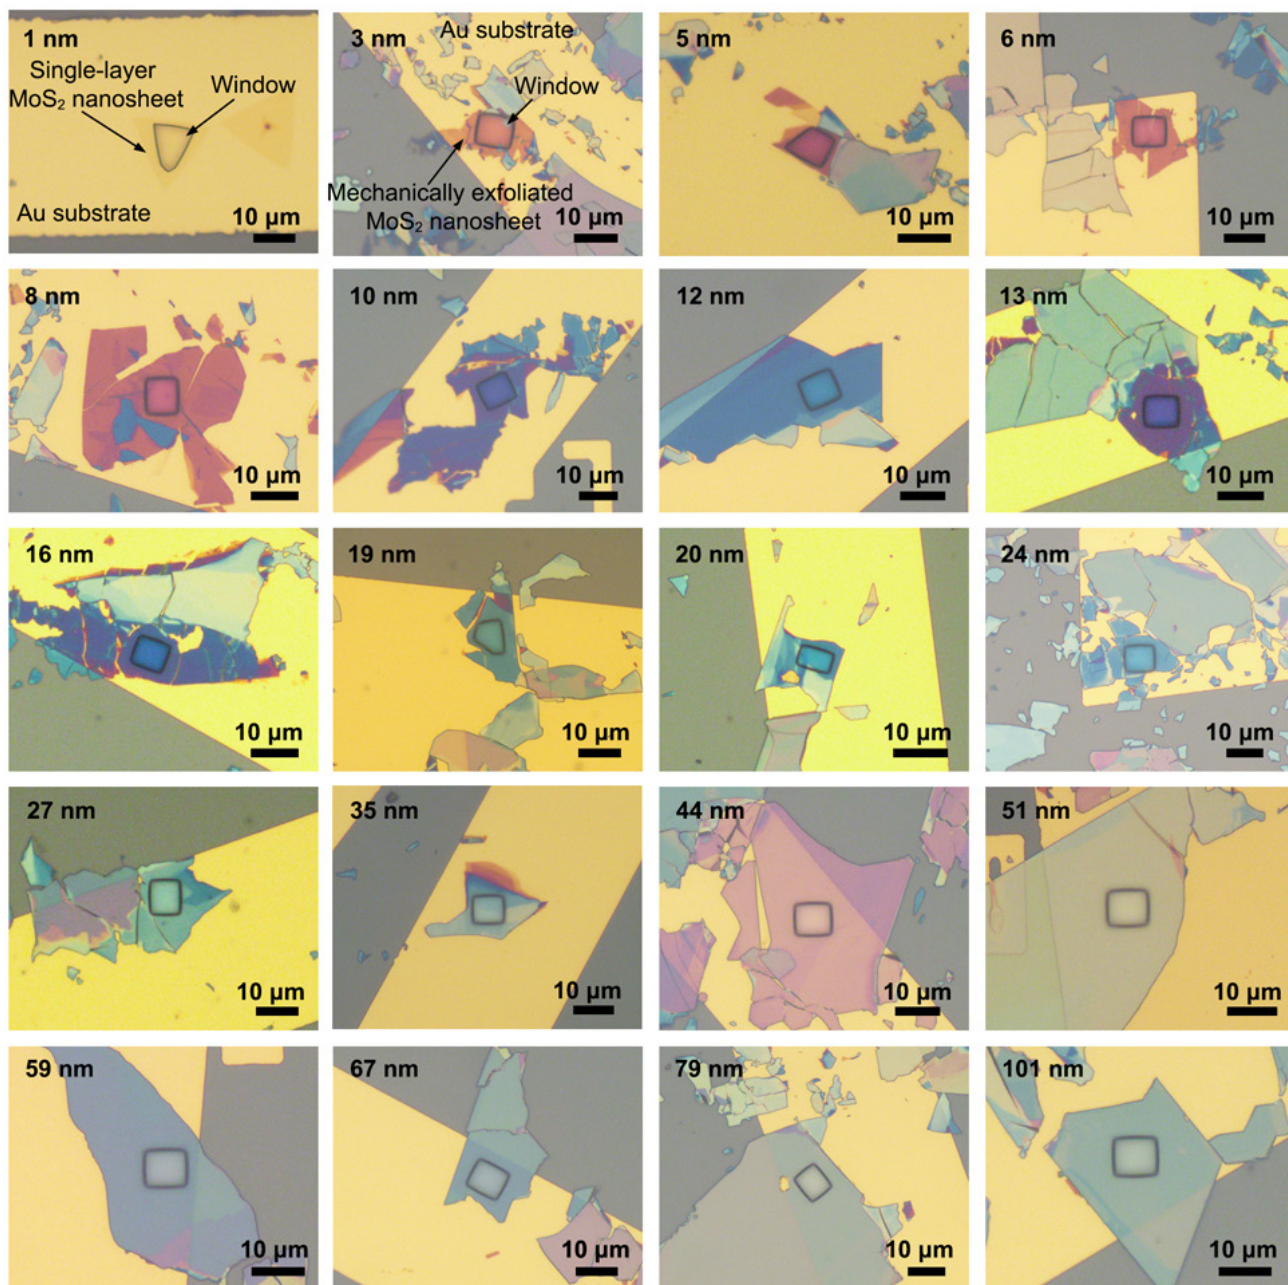 1 nm
Single-layer
MoS₂ nanosheet
Window
Au substrate
10 µm
3 nm
Au substrate
Window
Mechanically exfoliated
MoS₂ nanosheet
10 µm
5 nm
10 µm
6 nm
10 µm
8 nm
10 µm
10 nm
10 µm
12 nm
10 µm
13 nm
10 µm
16 nm
10 µm
19 nm
10 µm
20 nm
10 µm
24 nm
10 µm
27 nm
10 µm
35 nm
10 µm
44 nm
10 µm
51 nm
10 µm
59 nm
10 µm
67 nm
10 µm
79 nm
10 µm
101 nm
10 µm